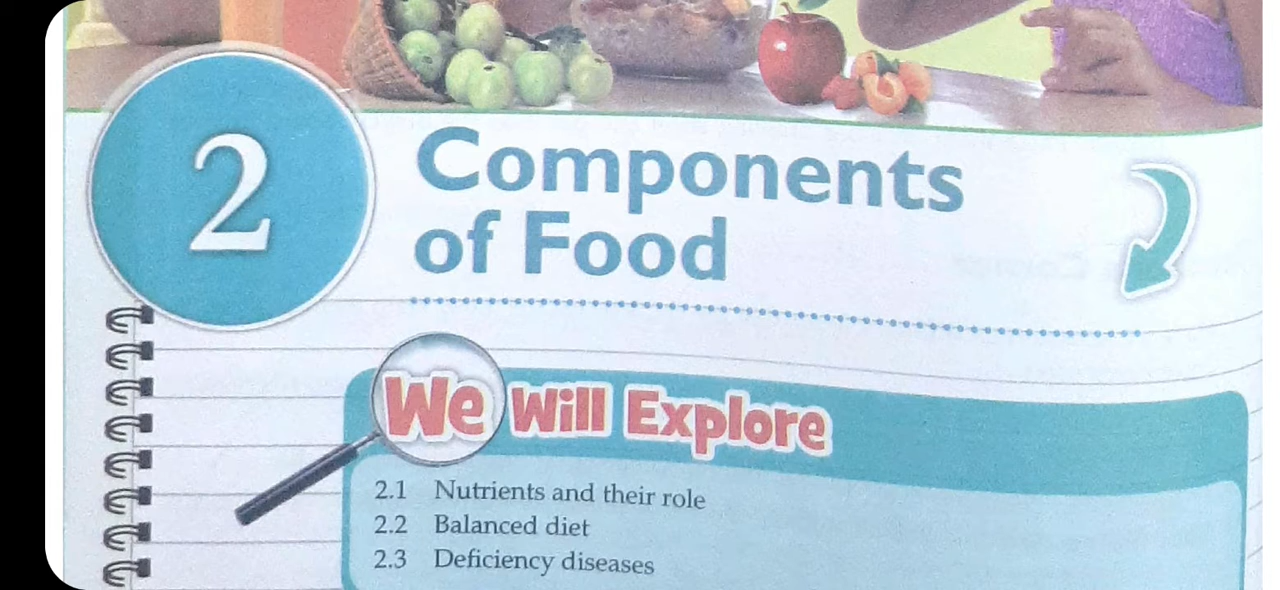 2
Components
of Food
We Will Explore
2.1 Nutrients and their role
2.2 Balanced diet
2.3 Deficiency diseases